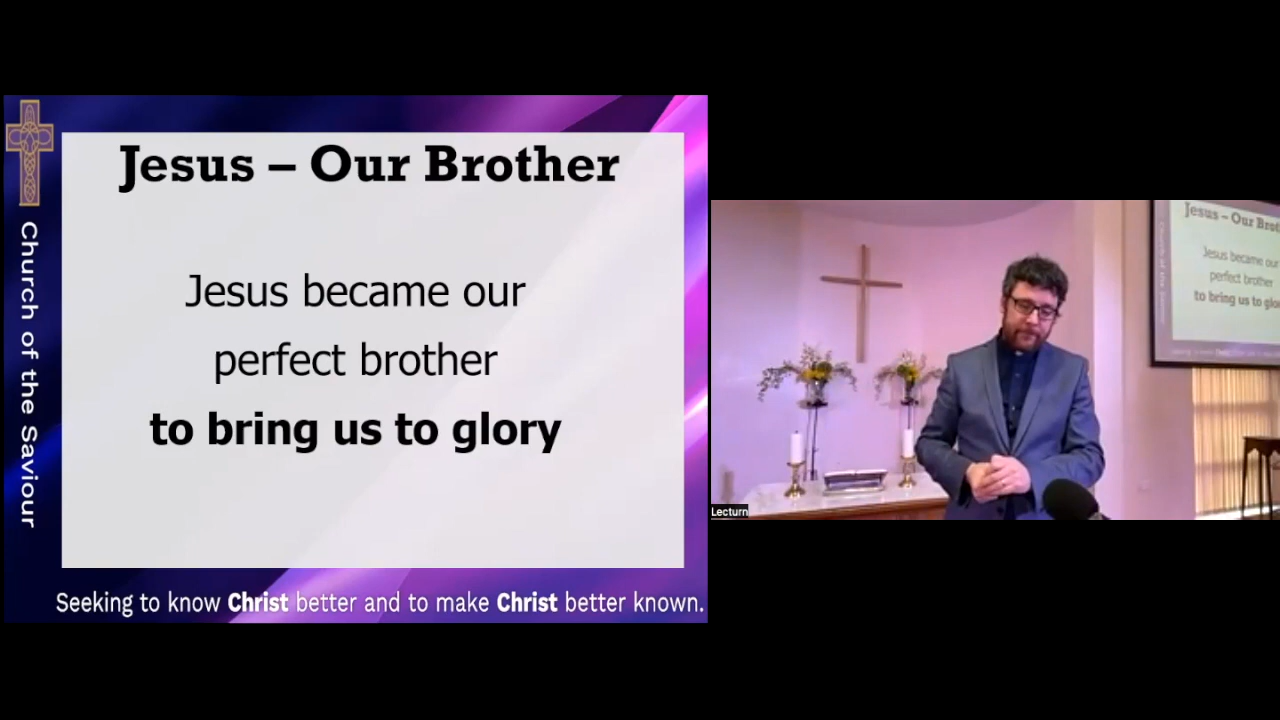 Jesus – Our Brother
Jesus became our
perfect brother
to bring us to glory
Church of the Saviour
Seeking to know Christ better and to make Christ better known.
Jesus – Our Brot
Jesus became our
perfect brother
to bring us to glor
Lecturn